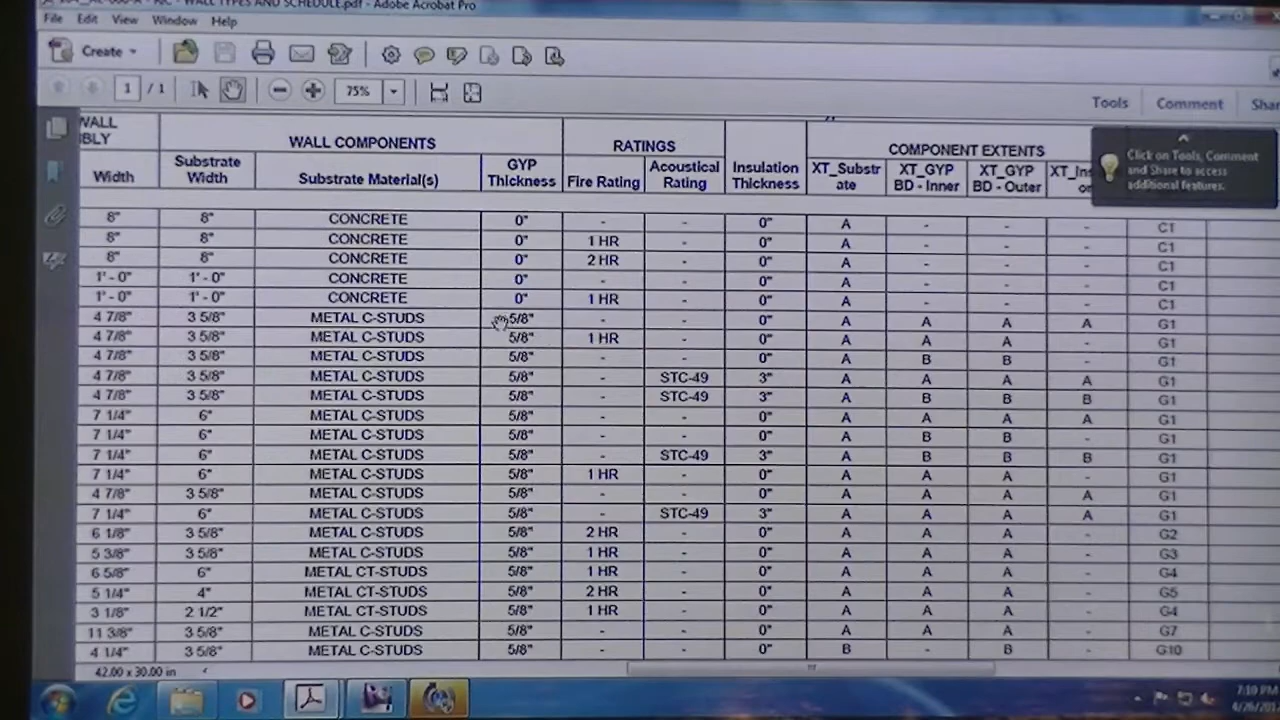 WALL TYPES AND SCHEDULE.pdf - Adobe Acrobat Pro
File Edit View Window Help
Create
1 / 1 75% Tools Comment
WALL
WALL COMPONENTS RATINGS COMPONENT EXTENTS
Click on Tools, Comment
and Share to access
additional features.
Width Substrate Width Substrate Material(s) GYP Thickness Fire Rating Acoustical Rating Insulation Thickness XT_Substrate XT_GYP BD - Inner XT_GYP BD - Outer
8" 8" CONCRETE 0" - - 0" A - - - C1
8" 8" CONCRETE 0" 1 HR - 0" A - - - C1
8" 8" CONCRETE 0" 2 HR - 0" A - - - C1
1' - 0" 1' - 0" CONCRETE 0" - - 0" A - - - C1
1' - 0" 1' - 0" CONCRETE 0" 1 HR - 0" A - - - C1
4 7/8" 3 5/8" METAL C-STUDS 5/8" - - 0" A A A A G1
4 7/8" 3 5/8" METAL C-STUDS 5/8" 1 HR - 0" A A A - G1
4 7/8" 3 5/8" METAL C-STUDS 5/8" - - 0" A B B - G1
4 7/8" 3 5/8" METAL C-STUDS 5/8" - STC-49 3" A A A A G1
4 7/8" 3 5/8" METAL C-STUDS 5/8" - STC-49 3" A B B B G1
7 1/4" 6" METAL C-STUDS 5/8" - - 0" A A A A G1
7 1/4" 6" METAL C-STUDS 5/8" - - 0" A B B - G1
7 1/4" 6" METAL C-STUDS 5/8" - STC-49 3" A B B B G1
7 1/4" 6" METAL C-STUDS 5/8" 1 HR - 0" A A A - G1
4 7/8" 3 5/8" METAL C-STUDS 5/8" - - 0" A A A A G1
7 1/4" 6" METAL C-STUDS 5/8" - STC-49 3" A A A A G1
6 1/8" 3 5/8" METAL C-STUDS 5/8" 2 HR - 0" A A A - G2
5 3/8" 3 5/8" METAL C-STUDS 5/8" 1 HR - 0" A A A - G3
6 5/8" 6" METAL CT-STUDS 5/8" 1 HR - 0" A A A - G4
5 1/4" 4" METAL CT-STUDS 5/8" 2 HR - 0" A A A - G5
3 1/8" 2 1/2" METAL CT-STUDS 5/8" 1 HR - 0" A A A - G4
11 3/8" 3 5/8" METAL C-STUDS 5/8" - - 0" A A A - G7
4 1/4" 3 5/8" METAL C-STUDS 5/8" - - 0" B - B - G10
42.00 x 30.00 in
7:10 PM